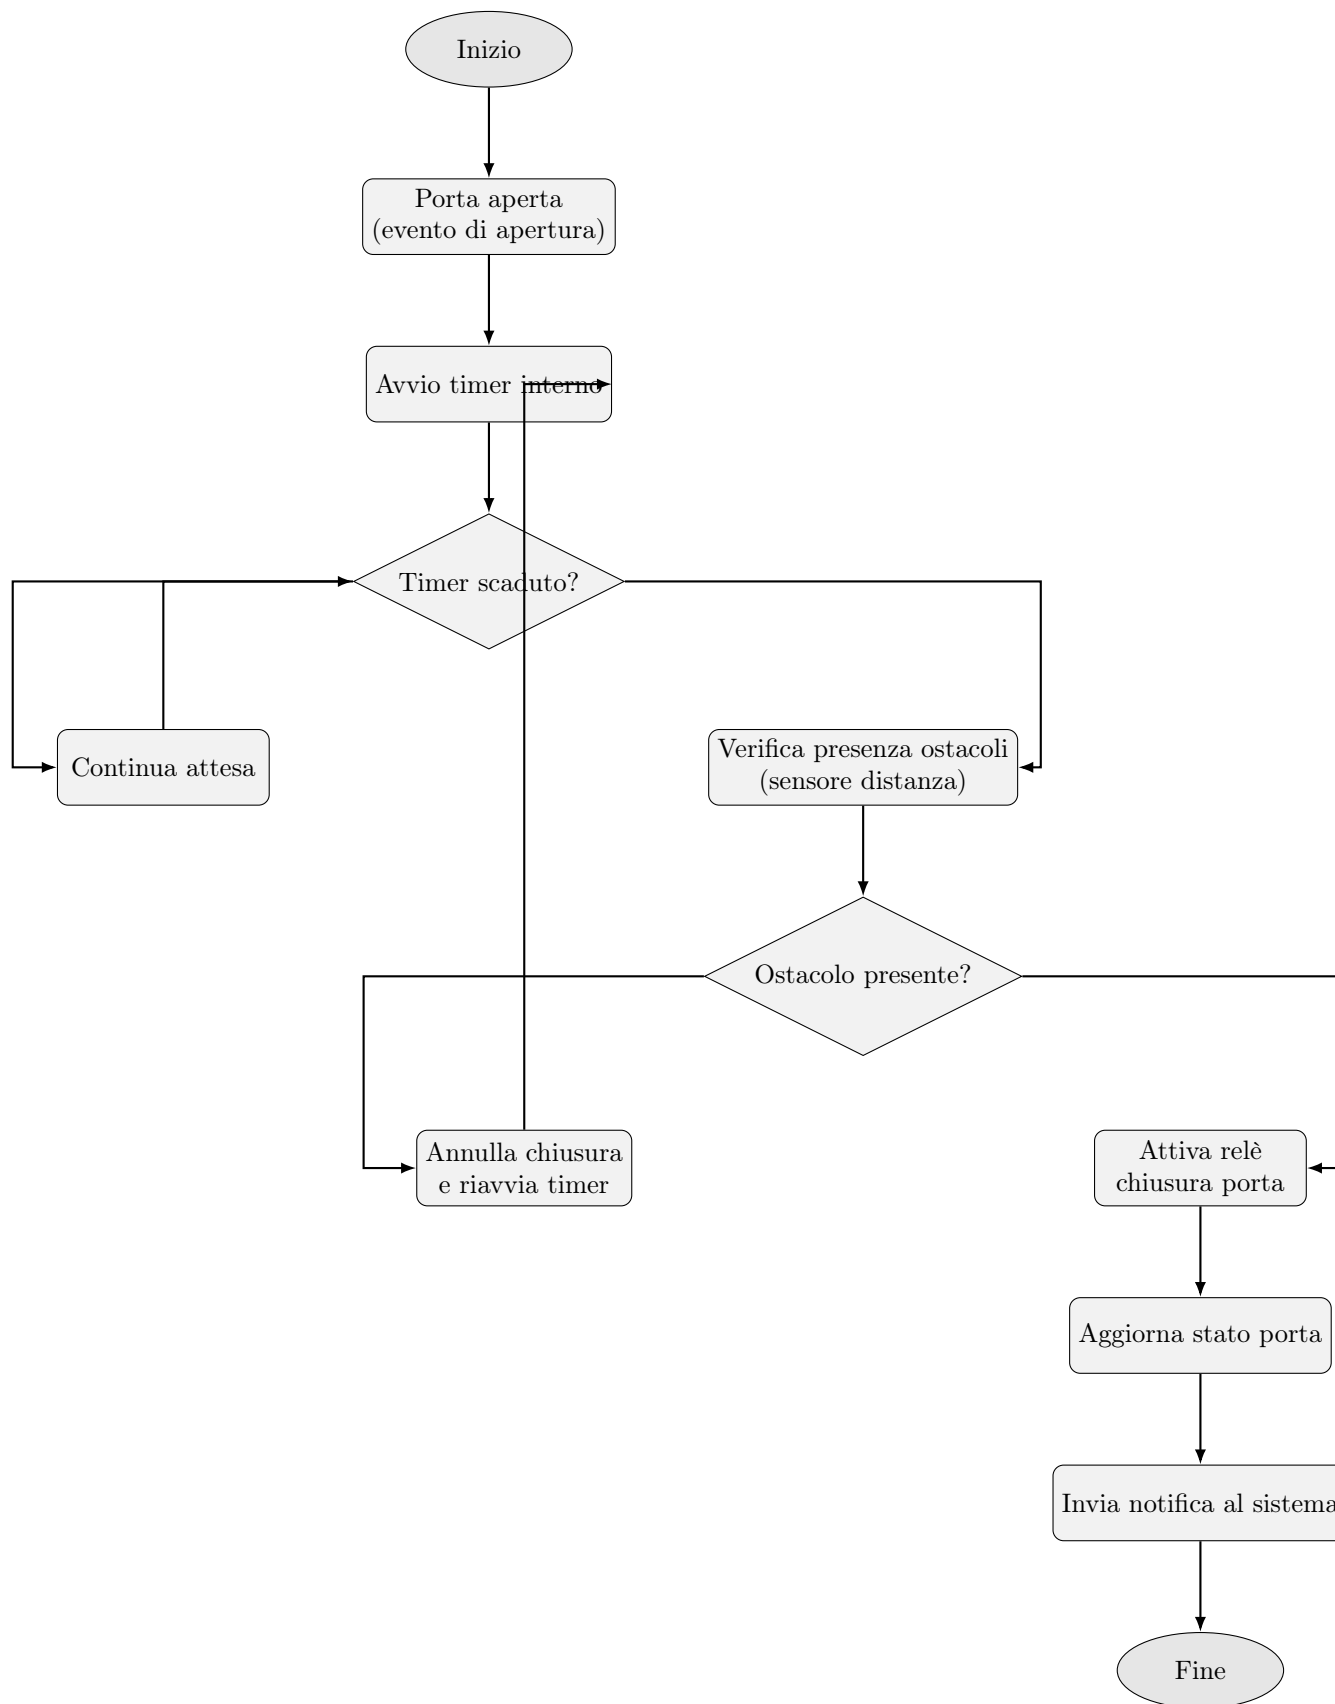 Inizio
Porta aperta
(evento di apertura)
Avvio timer interno
Timer scaduto?
Continua attesa
Verifica presenza ostacoli
(sensore distanza)
Ostacolo presente?
Annulla chiusura
e riavvia timer
Attiva relè
chiusura porta
Aggiorna stato porta
Invia notifica al sistema
Fine